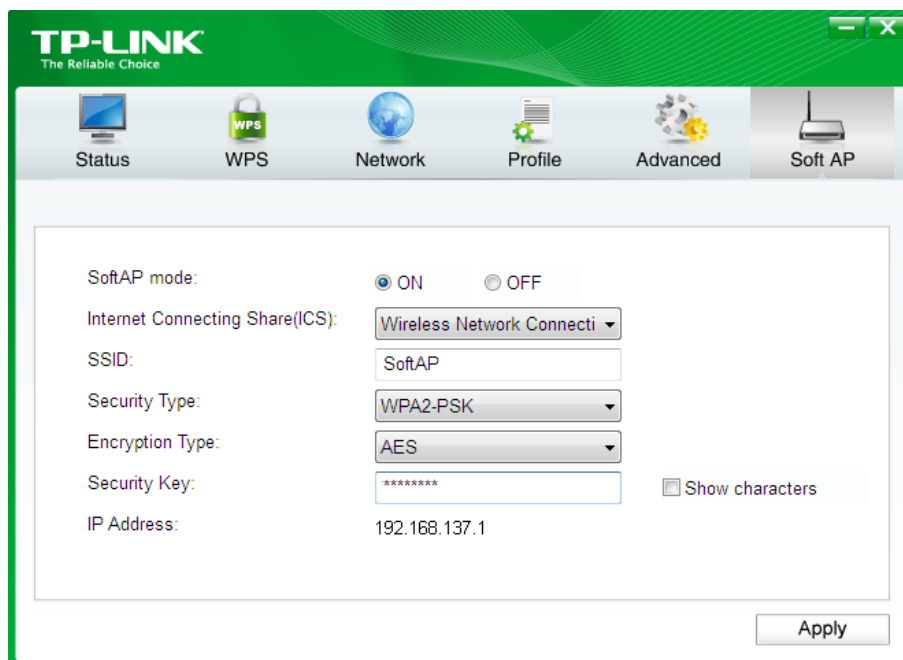 TP-LINK
The Reliable Choice
WPS
Status WPS Network Profile Advanced Soft AP
SoftAP mode: ON OFF
Internet Connecting Share(ICS): Wireless Network Connecti
SSID: SoftAP
Security Type: WPA2-PSK
Encryption Type: AES
Security Key: ******** Show characters
IP Address: 192.168.137.1
Apply